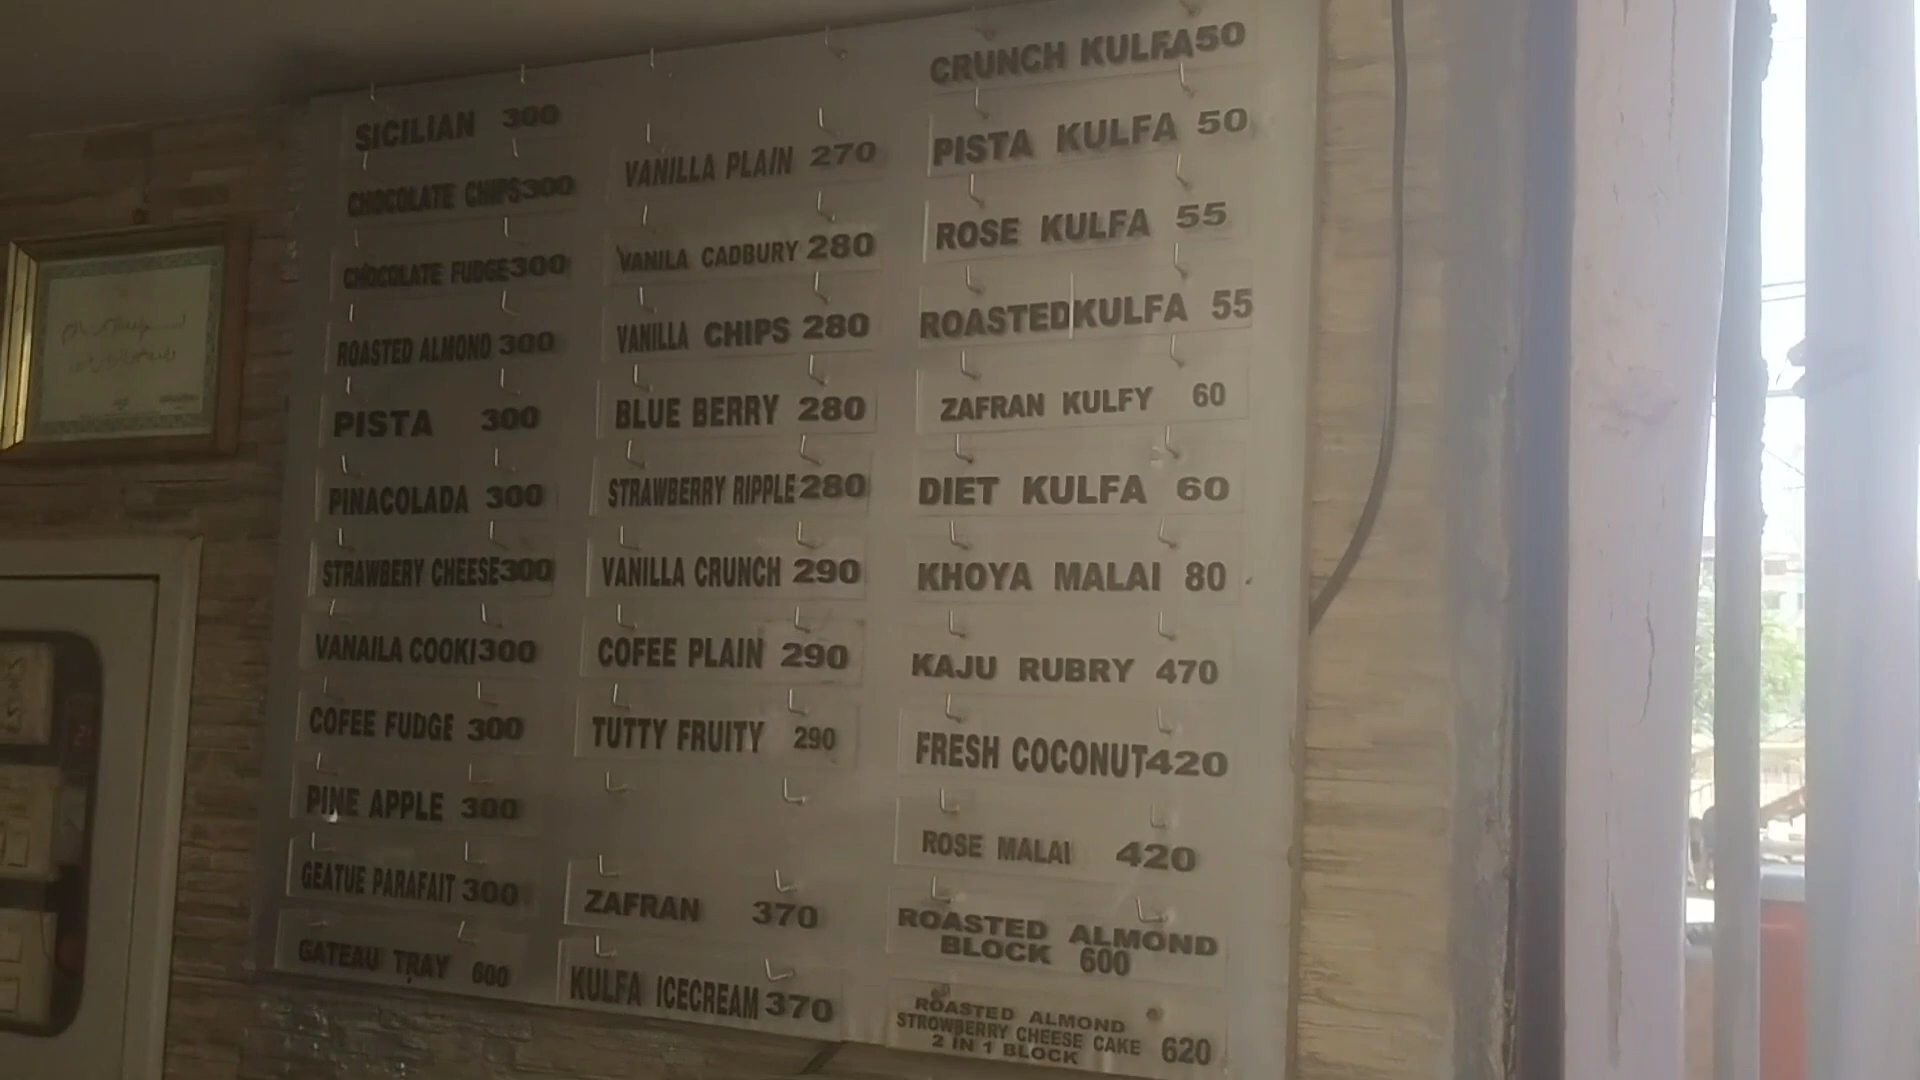 SICILIAN 300
CHOCOLATE CHIPS300
CHOCOLATE FUDGE300
ROASTED ALMOND 300
PISTA 300
PINACOLADA 300
STRAWBERY CHEESE300
VANAILA COOKI300
COFEE FUDGE 300
PINE APPLE 300
GEATUE PARAFAIT 300
GATEAU TRAY 600
VANILLA PLAIN 270
VANILA CADBURY 280
VANILLA CHIPS 280
BLUE BERRY 280
STRAWBERRY RIPPLE 280
VANILLA CRUNCH 290
COFEE PLAIN 290
TUTTY FRUITY 290
ZAFRAN 370
KULFA ICECREAM 370
CRUNCH KULFA50
PISTA KULFA 50
ROSE KULFA 55
ROASTEDKULFA 55
ZAFRAN KULFY 60
DIET KULFA 60
KHOYA MALAI 80
KAJU RUBRY 470
FRESH COCONUT420
ROSE MALAI 420
ROASTED ALMOND
BLOCK 600
ROASTED ALMOND
STROWBERRY CHEESE CAKE 620
2 IN 1 BLOCK